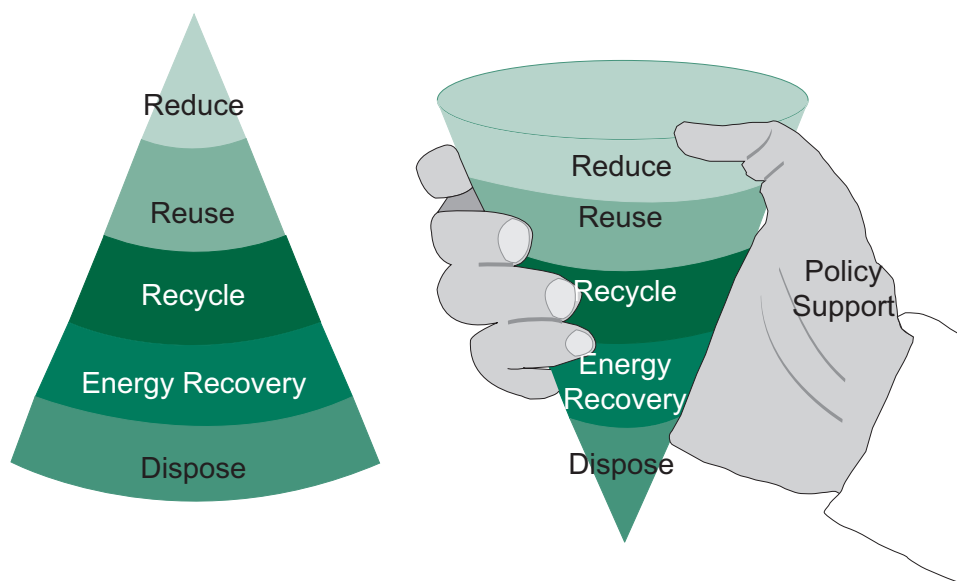 Reduce
Reuse
Recycle
Energy Recovery
Dispose
Reduce
Reuse
Recycle
Energy
Recovery
Dispose
Policy
Support